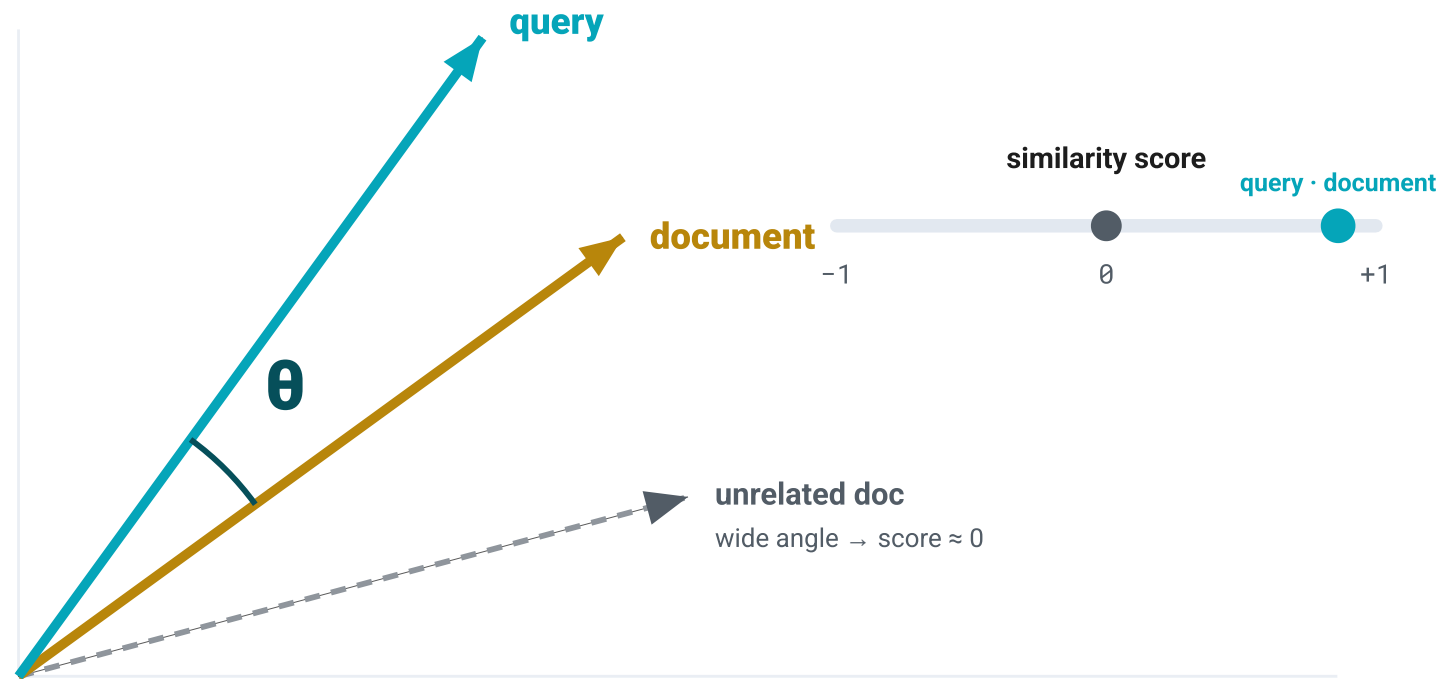 query
similarity score
query · document
document
−1
0
+1
θ
unrelated doc
wide angle → score ≈ 0